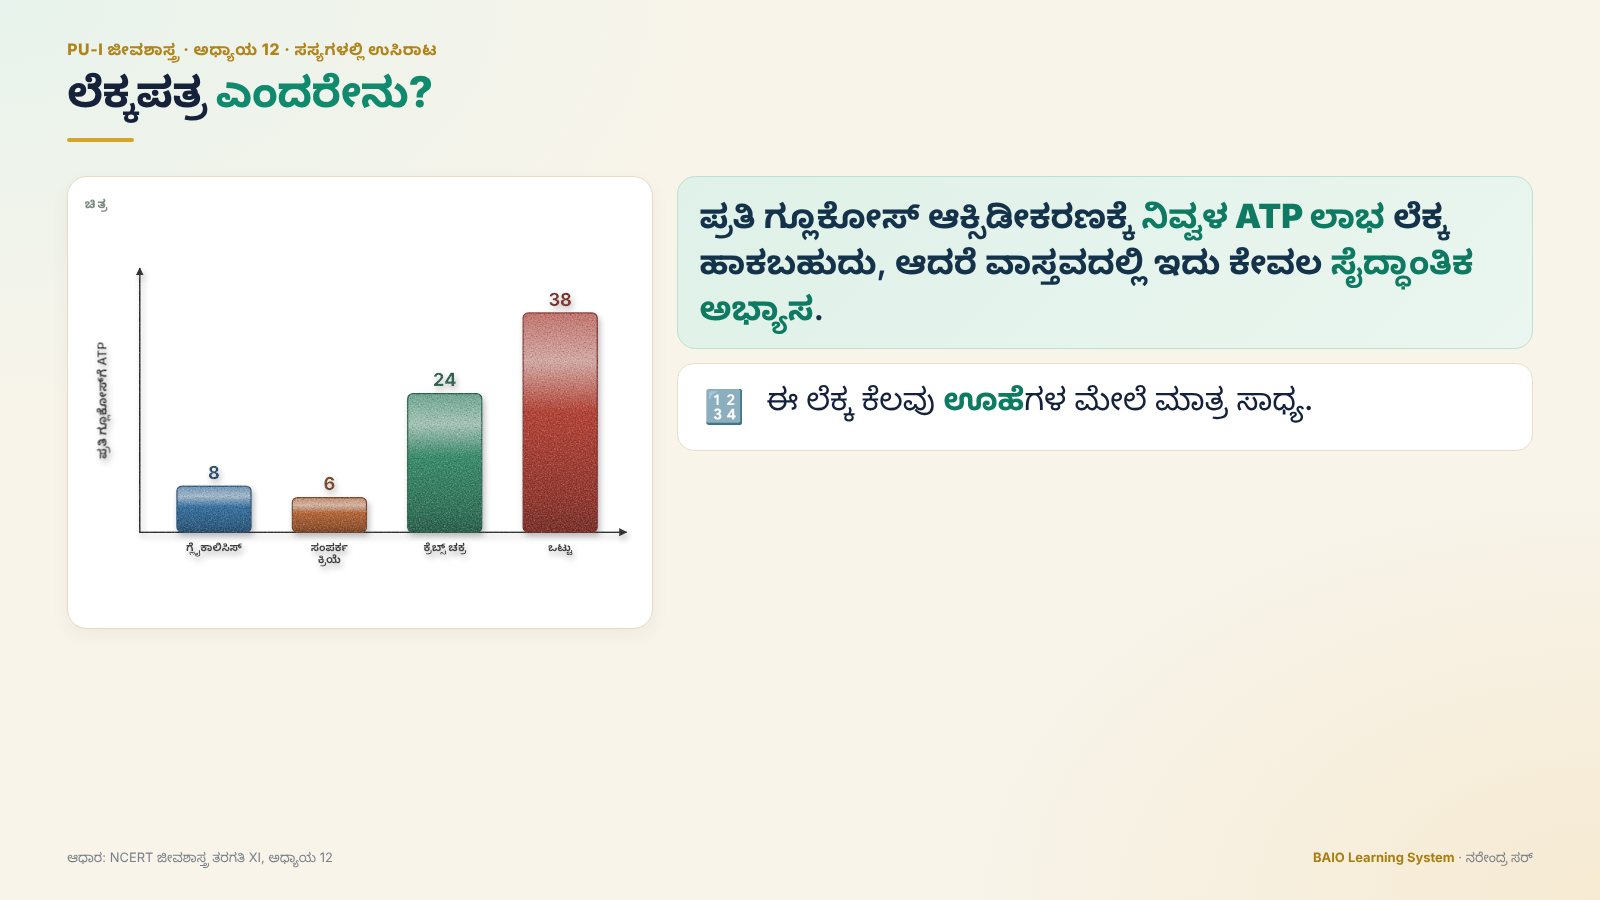 PU-I ಜೀವಶಾಸ್ತ್ರ · ಅಧ್ಯಾಯ 12 · ಸಸ್ಯಗಳಲ್ಲಿ ಉಸಿರಾಟ
ಲೆಕ್ಕಪತ್ರ ಎಂದರೇನು?
ಚಿತ್ರ
ಪ್ರತಿ ಗ್ಲೂಕೋಸ್‌ಗೆ ATP
8
6
24
38
ಗ್ಲೈಕಾಲಿಸಿಸ್
ಸಂಪರ್ಕ
ಕ್ರಿಯೆ
ಕ್ರೆಬ್ಸ್ ಚಕ್ರ
ಒಟ್ಟು
ಪ್ರತಿ ಗ್ಲೂಕೋಸ್ ಆಕ್ಸಿಡೀಕರಣಕ್ಕೆ ನಿವ್ವಳ ATP ಲಾಭ ಲೆಕ್ಕ
ಹಾಕಬಹುದು, ಆದರೆ ವಾಸ್ತವದಲ್ಲಿ ಇದು ಕೇವಲ ಸೈದ್ಧಾಂತಿಕ
ಅಭ್ಯಾಸ.
🔢 ಈ ಲೆಕ್ಕ ಕೆಲವು ಊಹೆಗಳ ಮೇಲೆ ಮಾತ್ರ ಸಾಧ್ಯ.
ಆಧಾರ: NCERT ಜೀವಶಾಸ್ತ್ರ ತರಗತಿ XI, ಅಧ್ಯಾಯ 12
BAIO Learning System · ನರೇಂದ್ರ ಸರ್